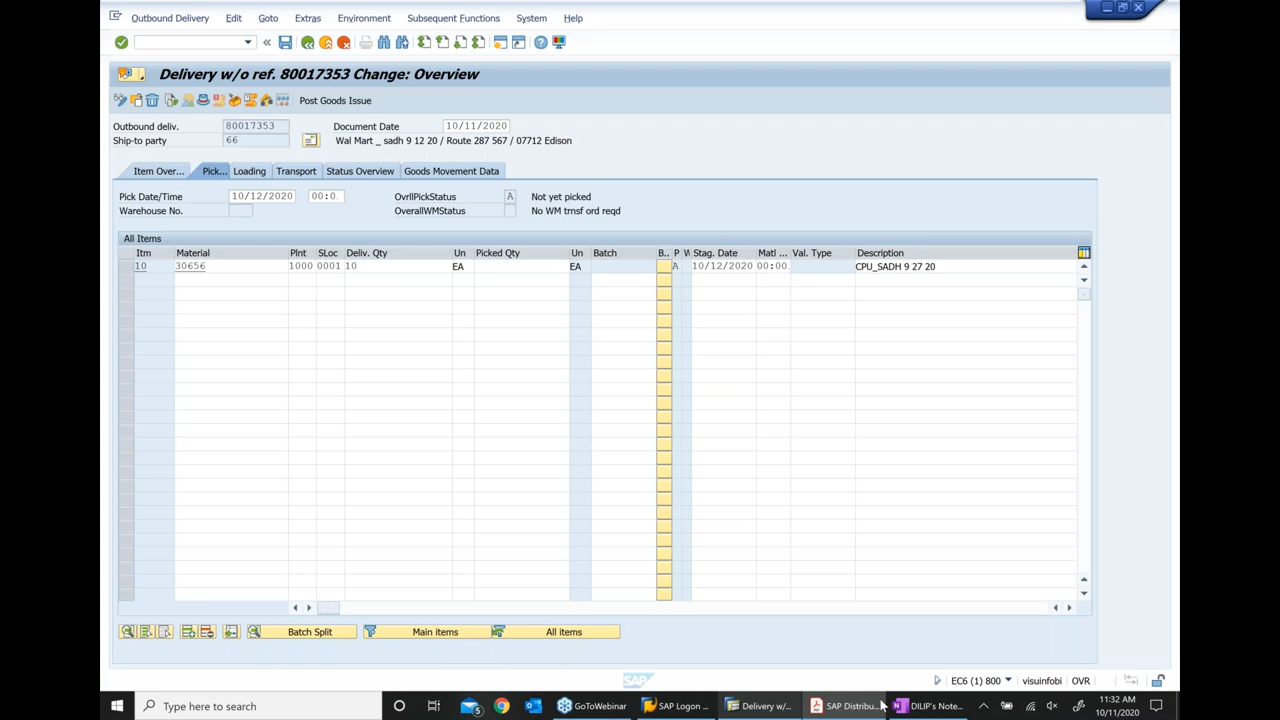 Outbound Delivery Edit Goto Extras Environment Subsequent Functions System Help
Delivery w/o ref. 80017353 Change: Overview
Post Goods Issue
Outbound deliv. 80017353 Document Date 10/11/2020
Ship-to party 66 Wal Mart _ sadh 9 12 20 / Route 287 567 / 07712 Edison
Item Over... Pick... Loading Transport Status Overview Goods Movement Data
Pick Date/Time 10/12/2020 00:0. OvrllPickStatus A Not yet picked
Warehouse No. OverallWMStatus No WM trnsf ord reqd
All Items
Itm Material Plnt SLoc Deliv. Qty Un Picked Qty Un Batch B.. P W Stag. Date Matl ... Val. Type Description
10 30656 1000 0001 10 EA EA A 10/12/2020 00:00. CPU_SADH 9 27 20
Batch Split Main items All items
SAP EC6 (1) 800 visuinfobi OVR
Type here to search 5 GoToWebinar SAP Logon ... Delivery w/... SAP Distribu... DILIP's Note... 11:32 AM
10/11/2020